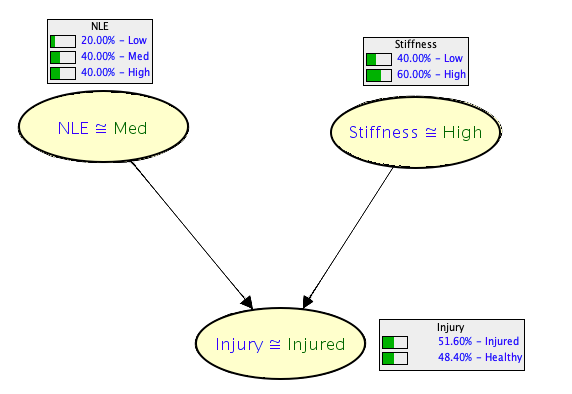 NLE
20.00% - Low
40.00% - Med
40.00% - High
NLE ≅ Med
Stiffness
40.00% - Low
60.00% - High
Stiffness ≅ High
Injury ≅ Injured
Injury
51.60% - Injured
48.40% - Healthy